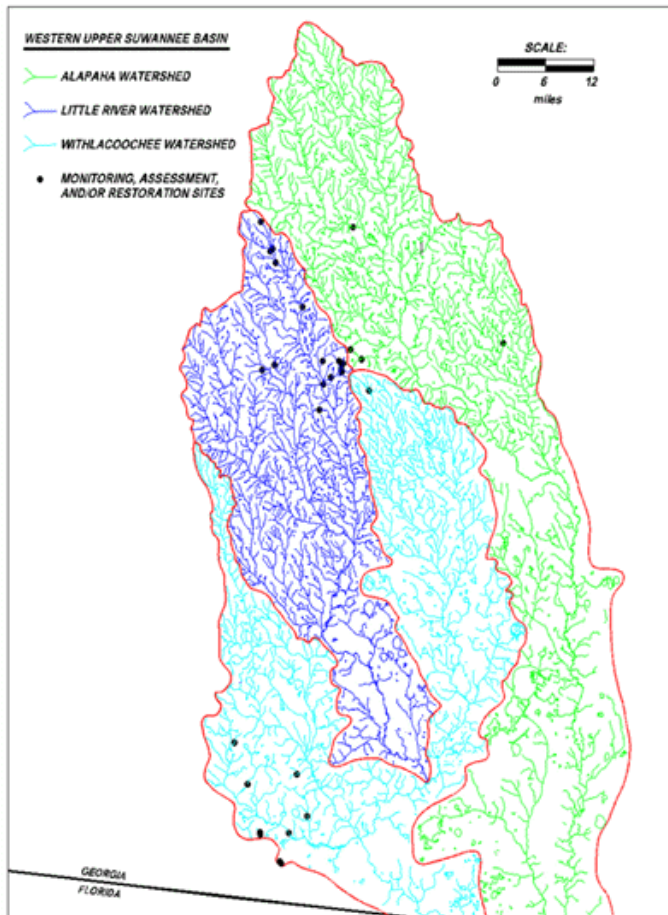 WESTERN UPPER SUWANNEE BASIN
ALAPAHA WATERSHED
LITTLE RIVER WATERSHED
WITHLACOOCHEE WATERSHED
MONITORING, ASSESSMENT,
AND/OR RESTORATION SITES
SCALE:
0 6 12
miles
GEORGIA
FLORIDA